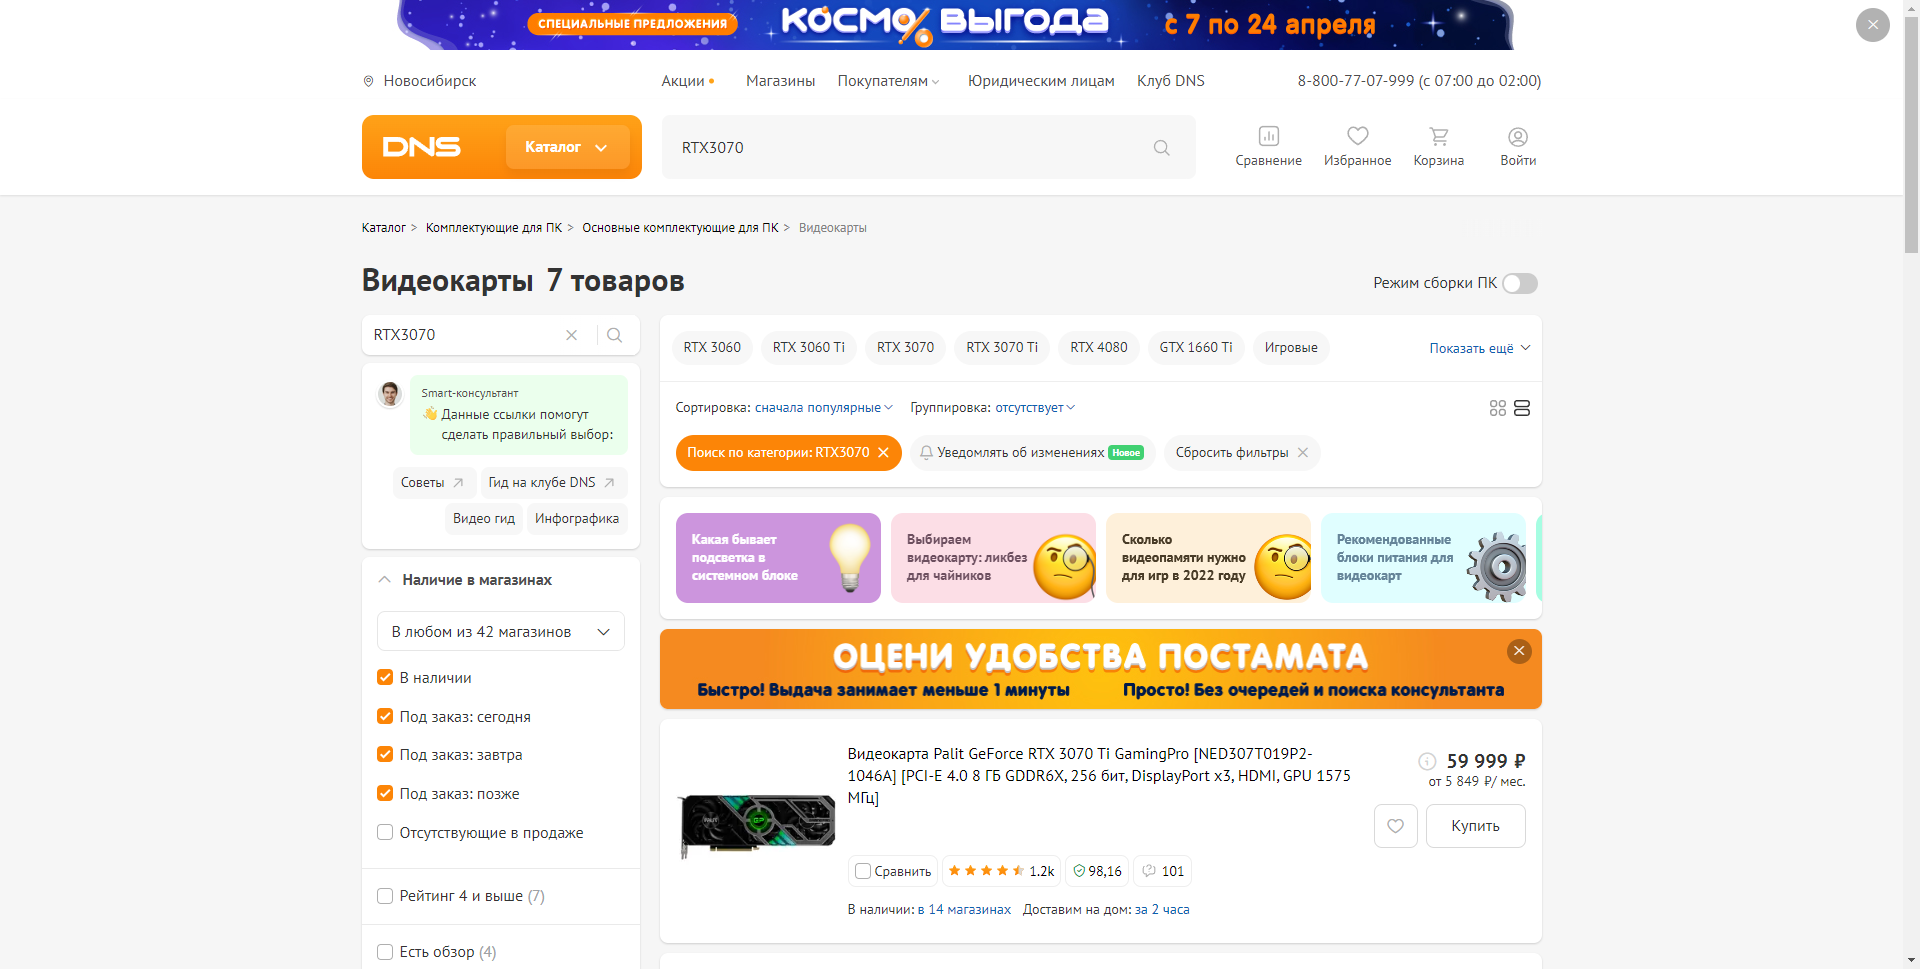 СПЕЦИАЛЬНЫЕ ПРЕДЛОЖЕНИЯ КОСМО%ВЫГОДА с 7 по 24 апреля
Новосибирск Акции Магазины Покупателям Юридическим лицам Клуб DNS 8-800-77-07-999 (с 07:00 до 02:00)
DNS Каталог RTX3070
Сравнение Избранное Корзина Войти
Каталог > Комплектующие для ПК > Основные комплектующие для ПК > Видеокарты
Видеокарты 7 товаров
Режим сборки ПК
RTX3070
Smart-консультант
Данные ссылки помогут
сделать правильный выбор:
Советы Гид на клубе DNS
Видео гид Инфографика
Наличие в магазинах
В любом из 42 магазинов
В наличии
Под заказ: сегодня
Под заказ: завтра
Под заказ: позже
Отсутствующие в продаже
Рейтинг 4 и выше (7)
Есть обзор (4)
RTX 3060 RTX 3060 Ti RTX 3070 RTX 3070 Ti RTX 4080 GTX 1660 Ti Игровые Показать ещё
Сортировка: сначала популярные Группировка: отсутствует
Поиск по категории: RTX3070 Уведомлять об изменениях Новое Сбросить фильтры
Какая бывает
подсветка в
системном блоке
Выбираем
видеокарту: ликбез
для чайников
Сколько
видеопамяти нужно
для игр в 2022 году
Рекомендованные
блоки питания для
видеокарт
ОЦЕНИ УДОБСТВА ПОСТАМАТА
Быстро! Выдача занимает меньше 1 минуты Просто! Без очередей и поиска консультанта
Видеокарта Palit GeForce RTX 3070 Ti GamingPro [NED307T019P2-
1046A] [PCI-E 4.0 8 ГБ GDDR6X, 256 бит, DisplayPort x3, HDMI, GPU 1575
МГц]
59 999 ₽
от 5 849 ₽/ мес.
Купить
Сравнить 1.2k 98,16 101
В наличии: в 14 магазинах Доставим на дом: за 2 часа